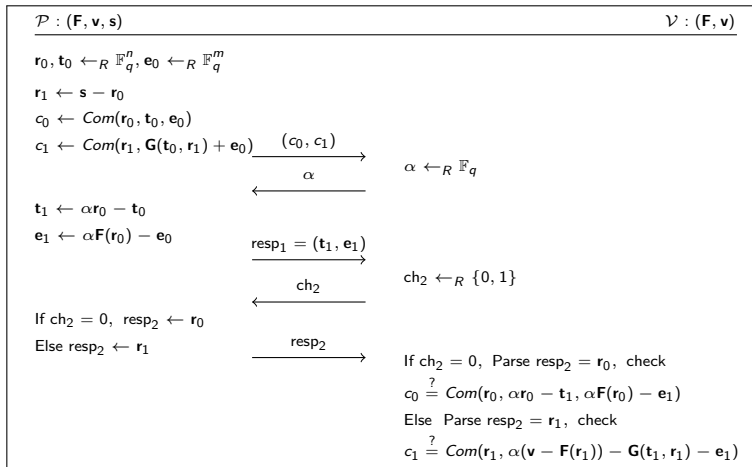 𝒫 : (F, v, s) 𝒱 : (F, v)
r₀, t₀ ←_R 𝔽_q^n, e₀ ←_R 𝔽_q^m
r₁ ← s − r₀
c₀ ← Com(r₀, t₀, e₀)
c₁ ← Com(r₁, G(t₀, r₁) + e₀) (c₀, c₁)
α ←_R 𝔽_q
α
t₁ ← αr₀ − t₀
e₁ ← αF(r₀) − e₀
resp₁ = (t₁, e₁)
ch₂ ←_R {0, 1}
ch₂
If ch₂ = 0, resp₂ ← r₀
Else resp₂ ← r₁ resp₂
If ch₂ = 0, Parse resp₂ = r₀, check
c₀ ≟ Com(r₀, αr₀ − t₁, αF(r₀) − e₁)
Else Parse resp₂ = r₁, check
c₁ ≟ Com(r₁, α(v − F(r₁)) − G(t₁, r₁) − e₁)